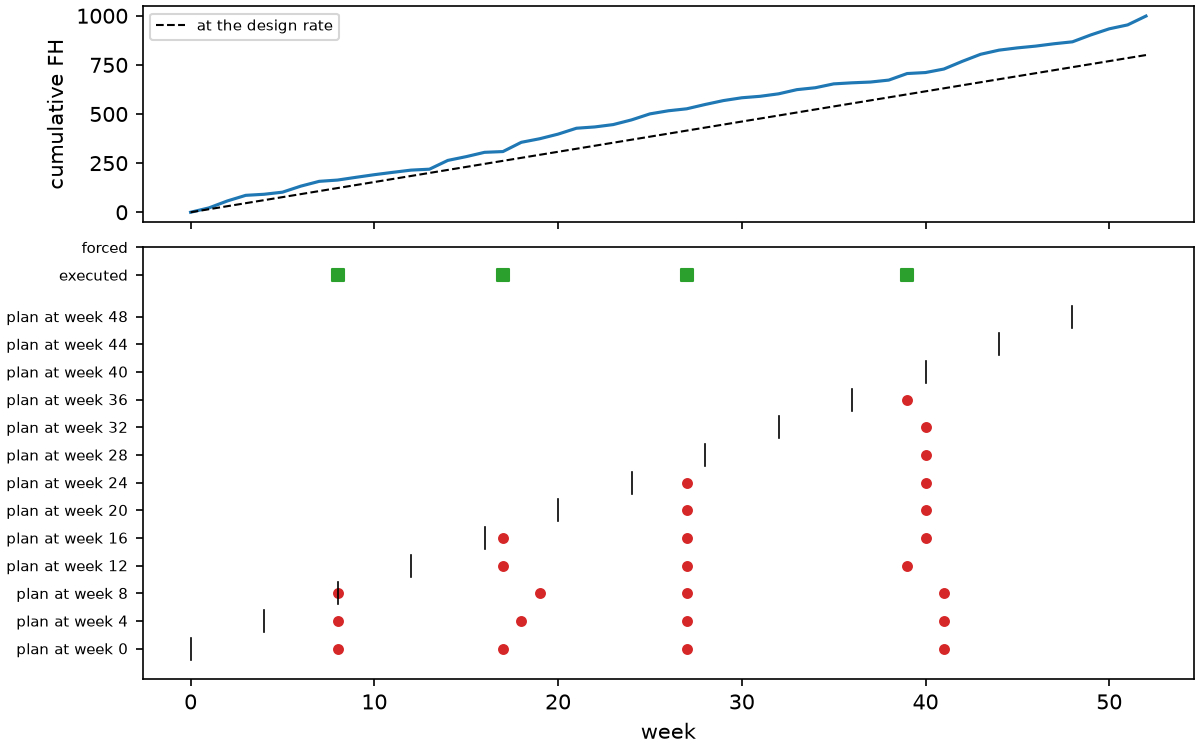 1000
750
500
250
0
cumulative FH
at the design rate
forced
executed
plan at week 48
plan at week 44
plan at week 40
plan at week 36
plan at week 32
plan at week 28
plan at week 24
plan at week 20
plan at week 16
plan at week 12
plan at week 8
plan at week 4
plan at week 0
0 10 20 30 40 50
week